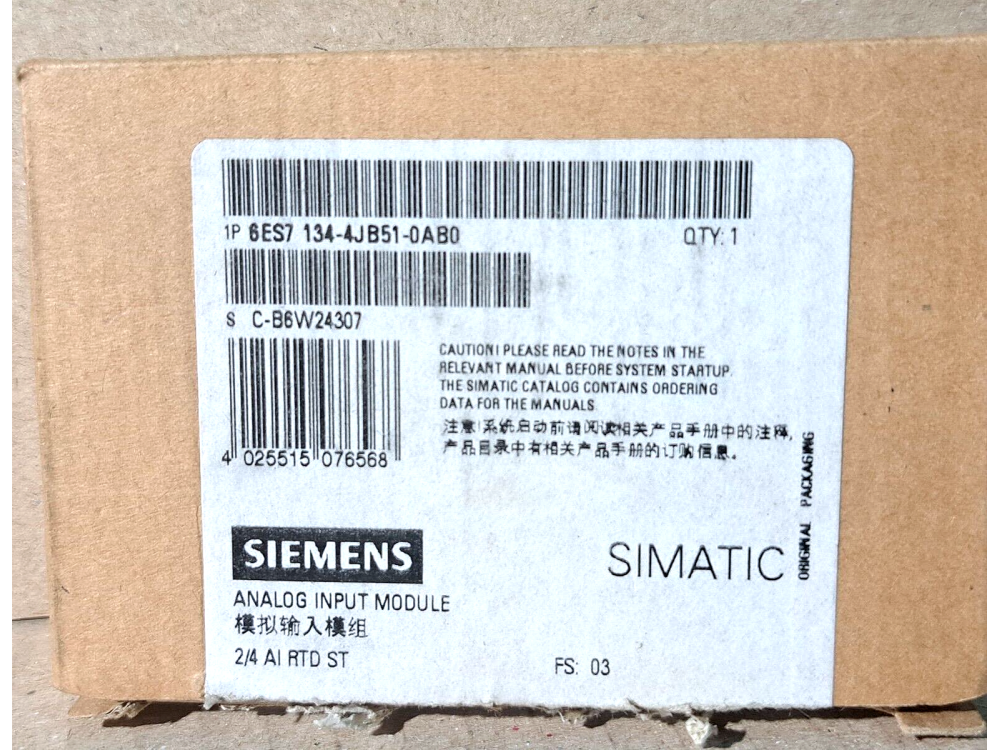 1P 6ES7 134-4JB51-0AB0
QTY: 1
S C-B6W24307
CAUTION! PLEASE READ THE NOTES IN THE
RELEVANT MANUAL BEFORE SYSTEM STARTUP.
THE SIMATIC CATALOG CONTAINS ORDERING
DATA FOR THE MANUALS.
注意!系统启动前请阅读相关产品手册中的注释,
产品目录中有相关产品手册的订购信息。
4 025515 076568
ORIGINAL PACKAGING
SIEMENS
SIMATIC
ANALOG INPUT MODULE
模拟输入模组
2/4 AI RTD ST
FS: 03